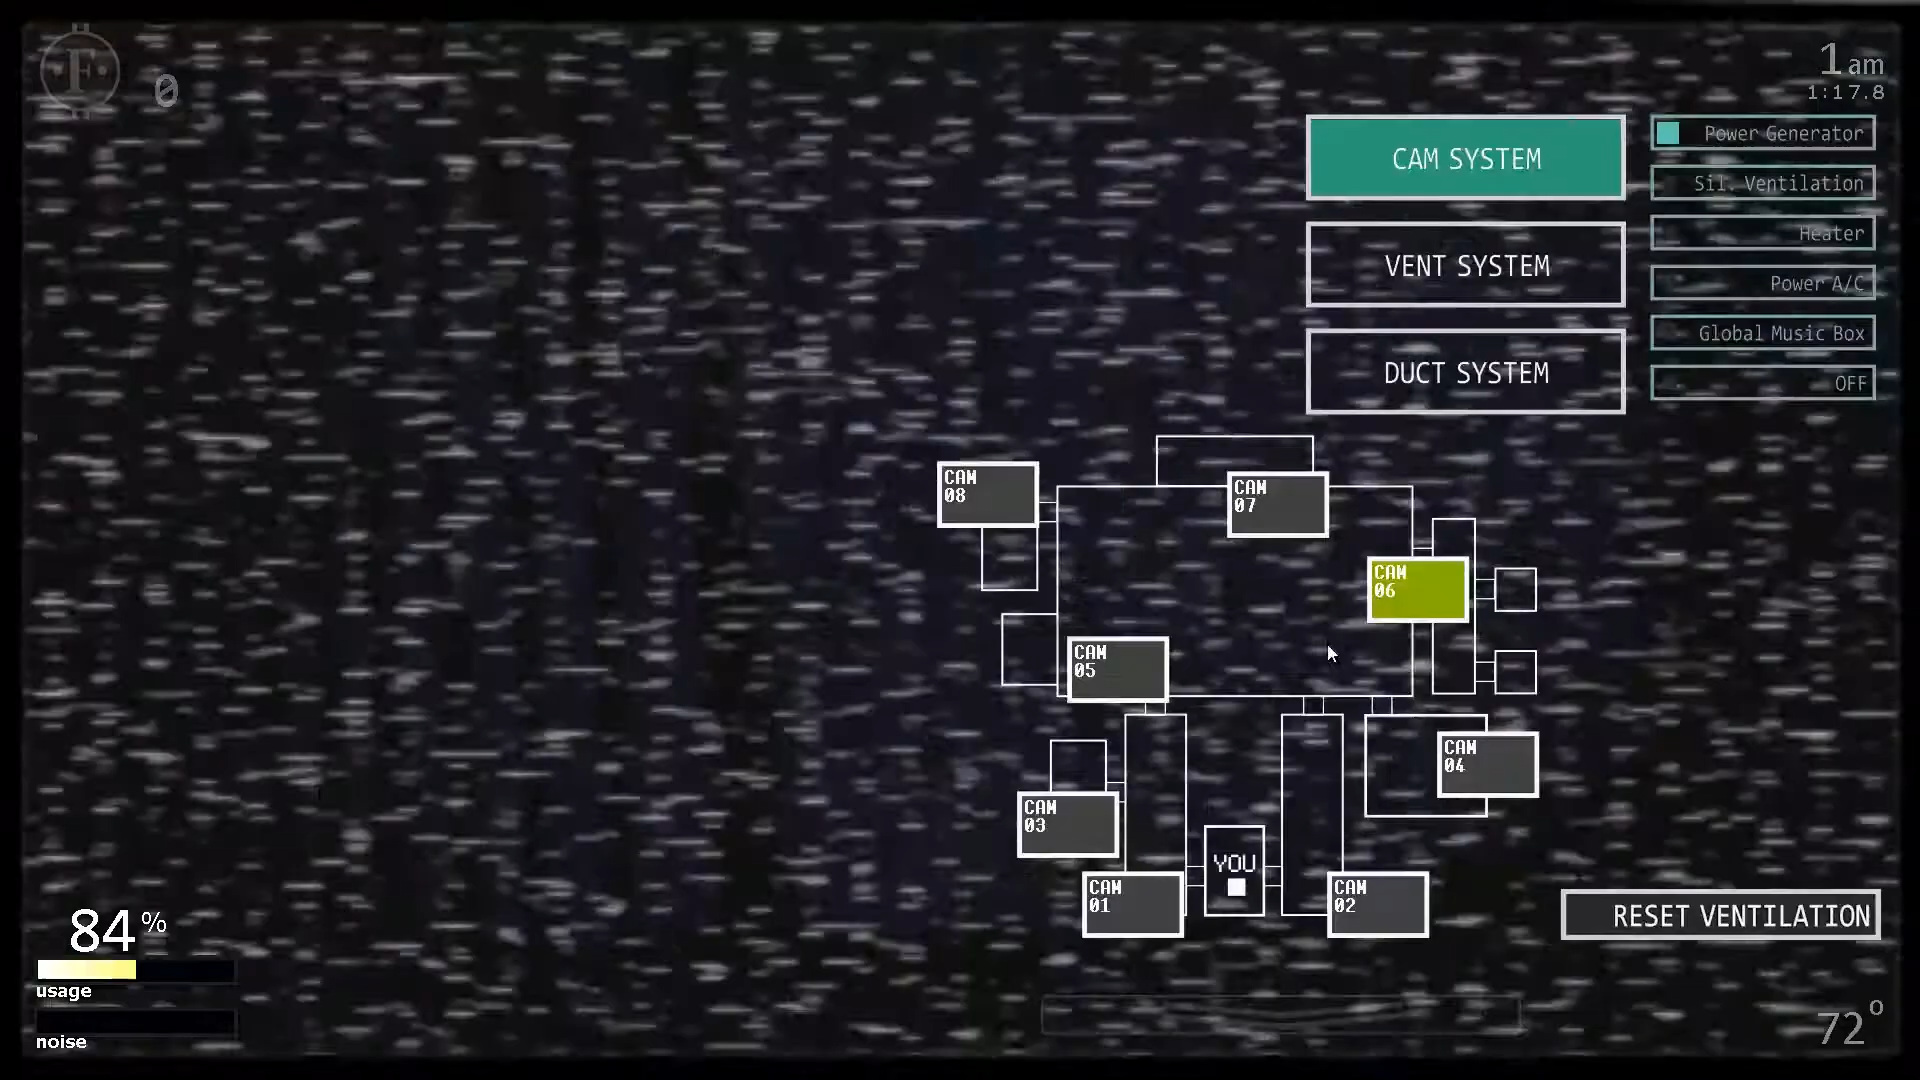 F
0
1 am
1:17.8
CAM SYSTEM
VENT SYSTEM
DUCT SYSTEM
Power Generator
Sil. Ventilation
Heater
Power A/C
Global Music Box
OFF
CAM
08
CAM
07
CAM
06
CAM
05
CAM
04
CAM
03
YOU
CAM
01
CAM
02
RESET VENTILATION
84 %
usage
noise
72°